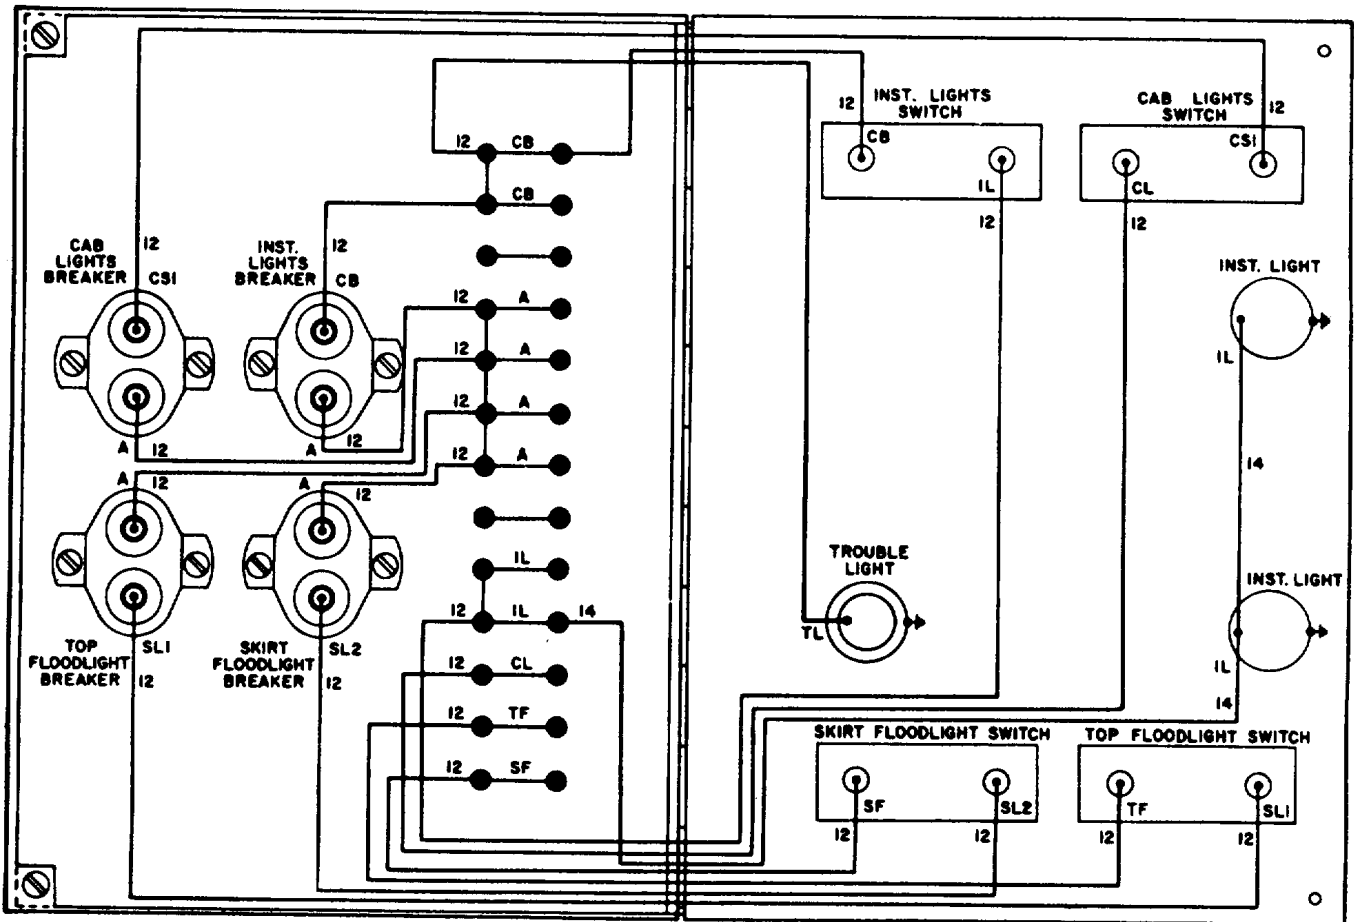 12
INST. LIGHTS
SWITCH
CAB LIGHTS
SWITCH
12
CB
CS1
IL
CL
12
12
12 CB
CB
CAB
LIGHTS
BREAKER
12
CS1
INST.
LIGHTS
BREAKER
12
CB
12 A
12 A
12 A
12 A
A 12
A 12
A 12
A 12
INST. LIGHT
IL
14
INST. LIGHT
IL
14
TROUBLE
LIGHT
TL
IL
12 IL 14
12 CL
12 TF
12 SF
TOP
FLOODLIGHT
BREAKER
SL1
12
SKIRT
FLOODLIGHT
BREAKER
SL2
12
SKIRT FLOODLIGHT SWITCH
TOP FLOODLIGHT SWITCH
SF
SL2
TF
SL1
12
12
12
12